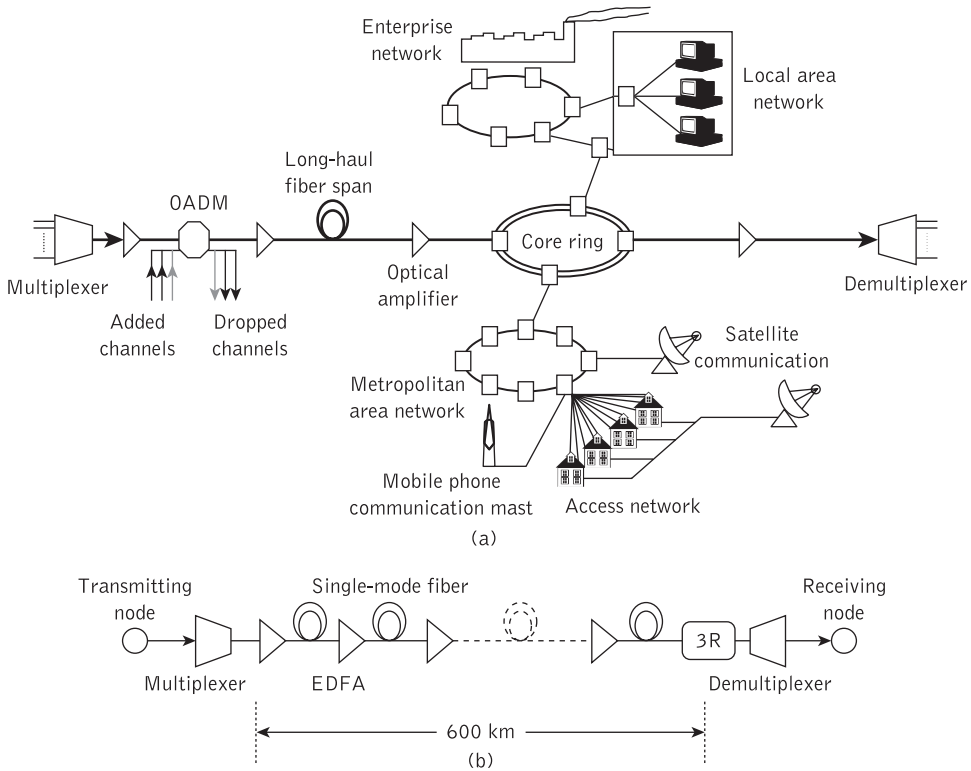 Enterprise
network
Local area
network
Long-haul
fiber span
OADM
Core ring
Multiplexer
Optical
amplifier
Demultiplexer
Added
channels
Dropped
channels
Satellite
communication
Metropolitan
area network
Mobile phone
communication mast
Access network
(a)
Transmitting
node
Single-mode fiber
Receiving
node
3R
Multiplexer
EDFA
Demultiplexer
600 km
(b)